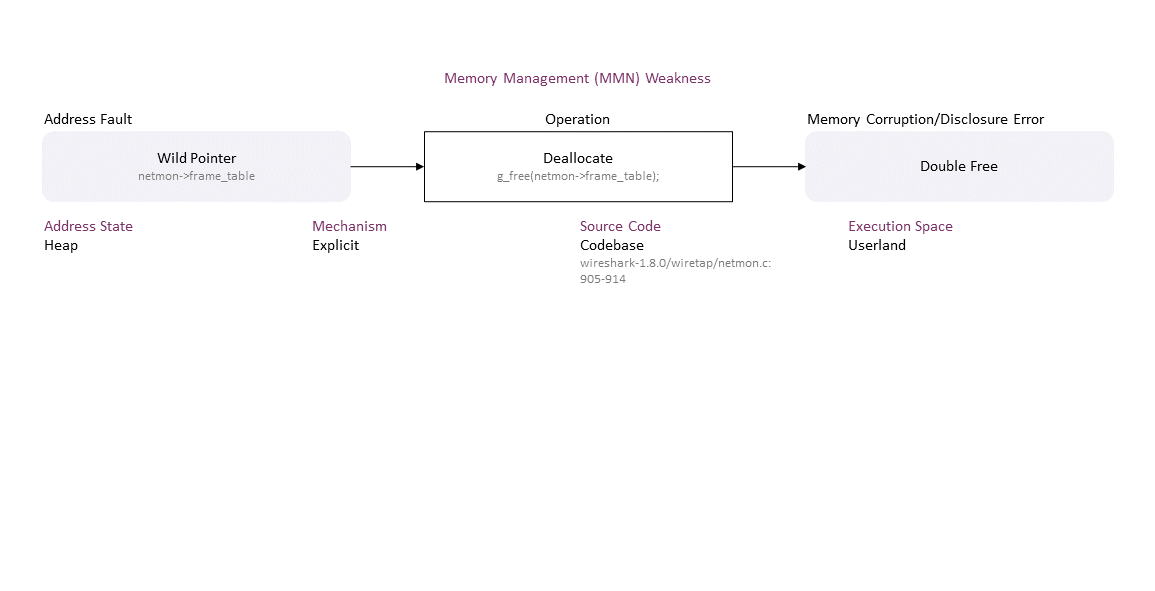 Memory Management (MMN) Weakness
Address Fault
Operation
Memory Corruption/Disclosure Error
Wild Pointer
netmon->frame_table
Deallocate
g_free(netmon->frame_table);
Double Free
Address State
Heap
Mechanism
Explicit
Source Code
Codebase
wireshark-1.8.0/wiretap/netmon.c:
905-914
Execution Space
Userland